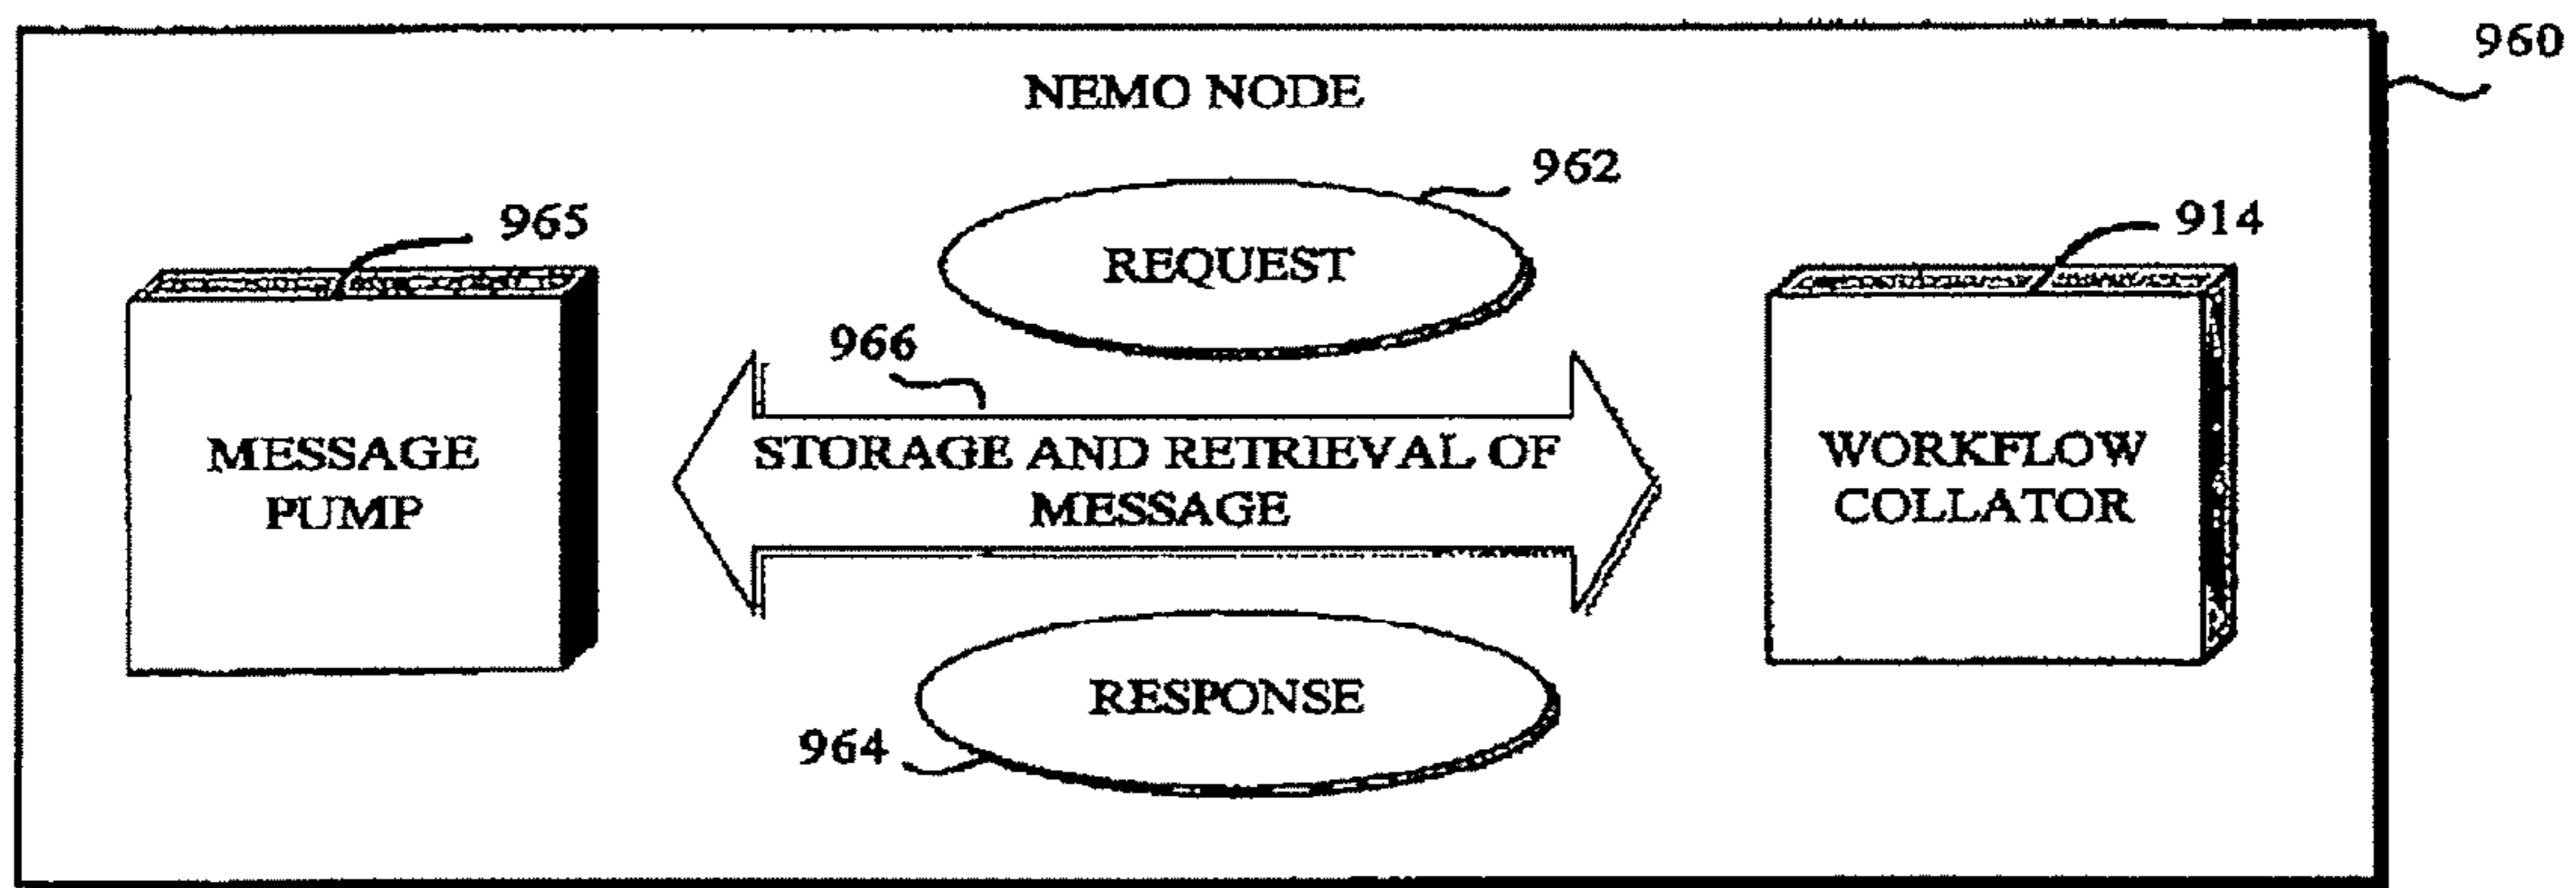 960
NEMO NODE
962
965
914
REQUEST
966
MESSAGE
PUMP
STORAGE AND RETRIEVAL OF
MESSAGE
WORKFLOW
COLLATOR
RESPONSE
964